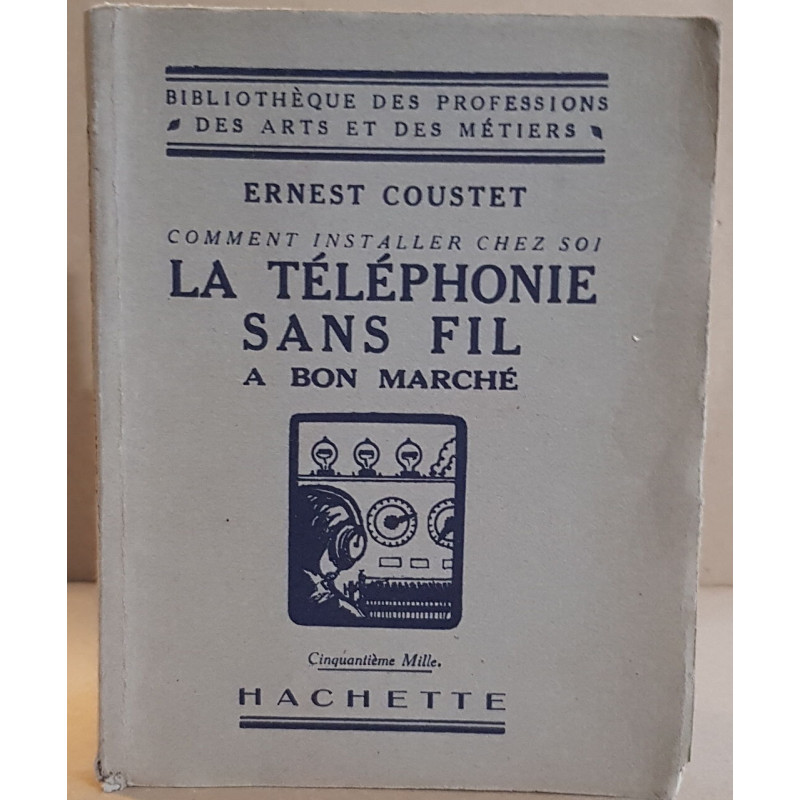 BIBLIOTHÈQUE DES PROFESSIONS
DES ARTS ET DES MÉTIERS
ERNEST COUSTET
COMMENT INSTALLER CHEZ SOI
LA TÉLÉPHONIE
SANS FIL
A BON MARCHÉ
Cinquantième Mille.
HACHETTE